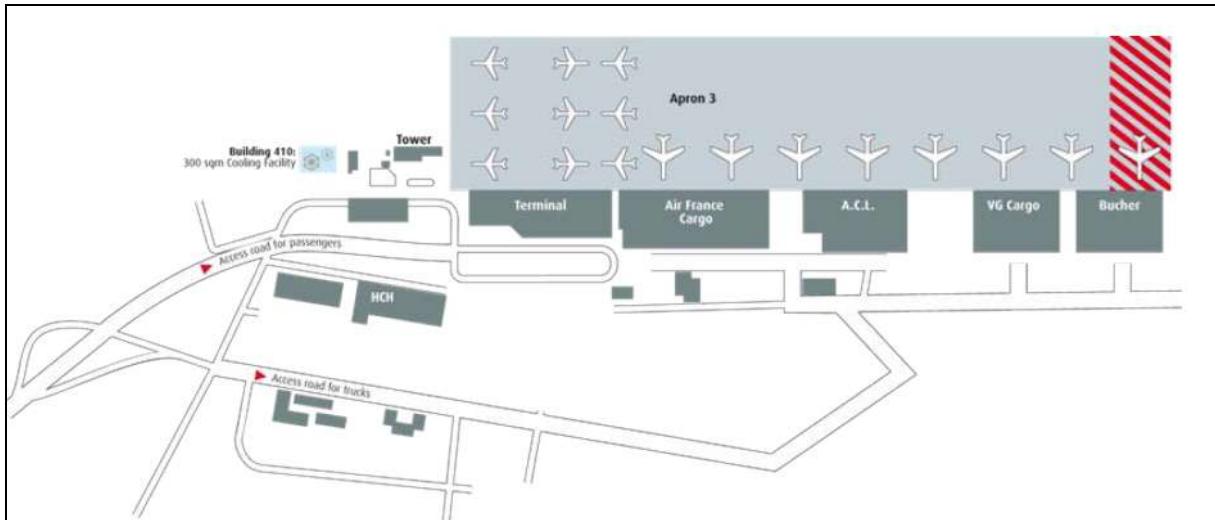 Apron 3
Tower
Building 410:
300 sqm Cooling Facility
Terminal
Air France
Cargo
A.C.L.
VG Cargo
Bucher
Access road for passengers
HCH
Access road for trucks